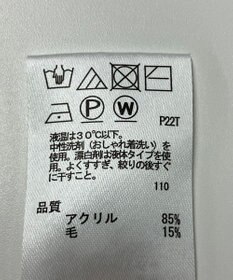 P W
P22T
液温は30℃以下。
中性洗剤(おしゃれ着洗い)を
使用。漂白剤は液体タイプを使
用。よくすすぎ、絞りの後すぐ
に干すこと。
110
品質
アクリル 85%
毛 15%